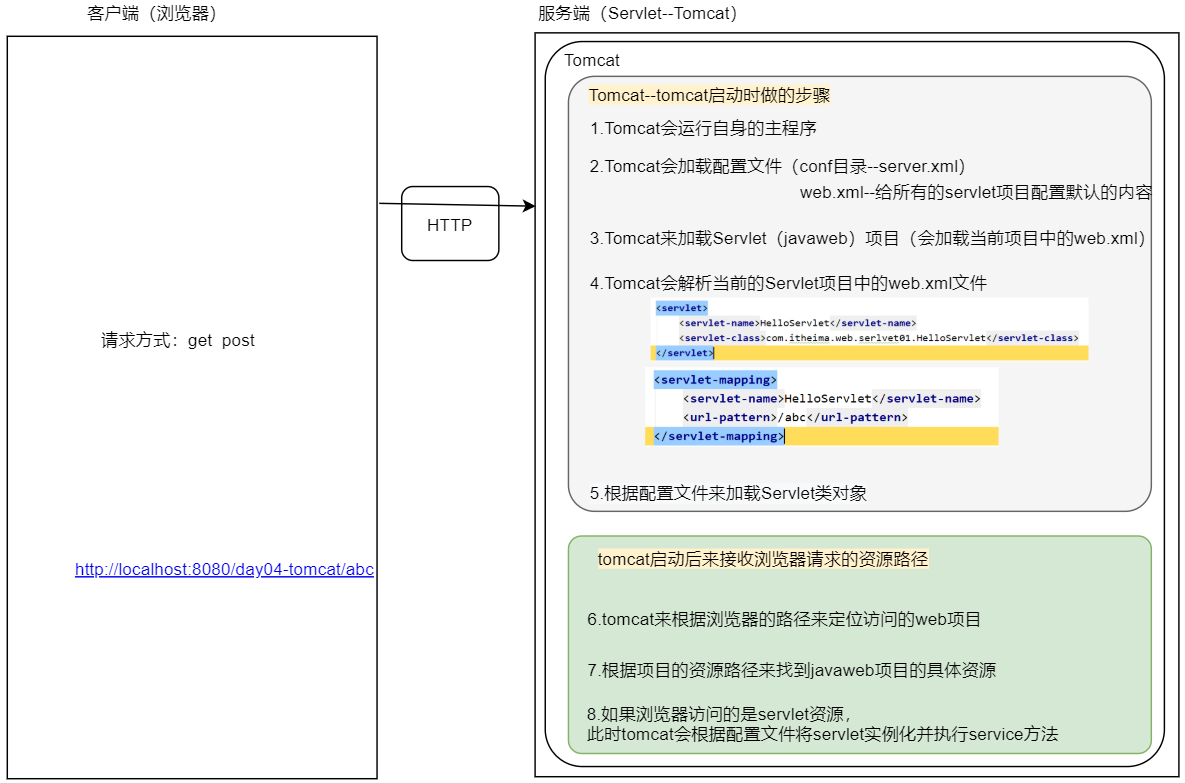 客户端（浏览器）
服务端（Servlet--Tomcat）
Tomcat
Tomcat--tomcat启动时做的步骤
1.Tomcat会运行自身的主程序
2.Tomcat会加载配置文件（conf目录--server.xml）
web.xml--给所有的servlet项目配置默认的内容
HTTP
3.Tomcat来加载Servlet（javaweb）项目（会加载当前项目中的web.xml）
4.Tomcat会解析当前的Servlet项目中的web.xml文件
<servlet>
<servlet-name>HelloServlet</servlet-name>
<servlet-class>com.itheima.web.serlvet01.HelloServlet</servlet-class>
</servlet>
<servlet-mapping>
<servlet-name>HelloServlet</servlet-name>
<url-pattern>/abc</url-pattern>
</servlet-mapping>
5.根据配置文件来加载Servlet类对象
请求方式：get post
http://localhost:8080/day04-tomcat/abc
tomcat启动后来接收浏览器请求的资源路径
6.tomcat来根据浏览器的路径来定位访问的web项目
7.根据项目的资源路径来找到javaweb项目的具体资源
8.如果浏览器访问的是servlet资源，
此时tomcat会根据配置文件将servlet实例化并执行service方法